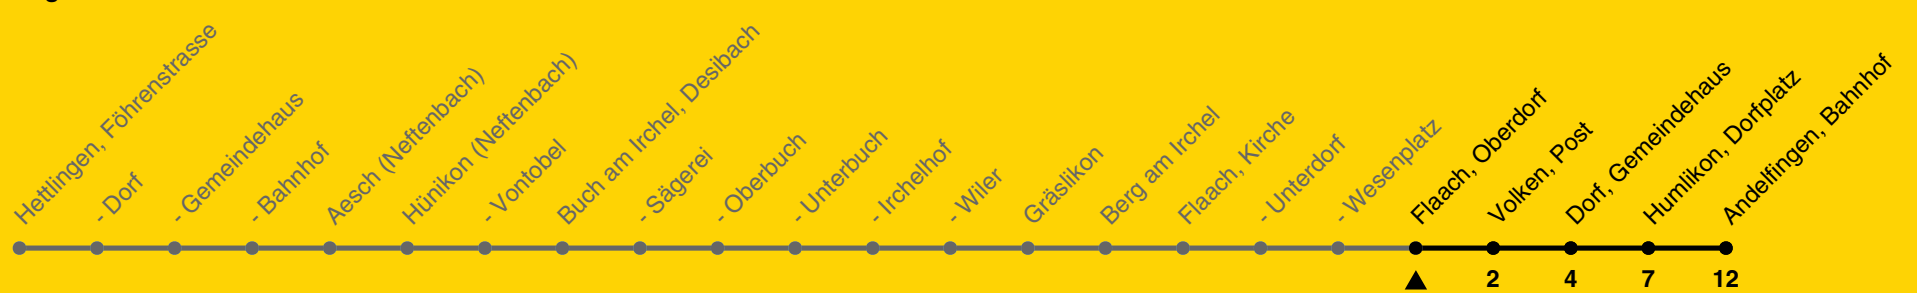 Hettlingen, Föhrenstrasse
- Dorf
- Gemeindehaus
- Bahnhof
Aesch (Neftenbach)
Hünikon (Neftenbach)
- Vontobel
Buch am Irchel, Desibach
- Sägerei
- Oberbuch
- Unterbuch
- Irchelhof
- Wiler
Gräslikon
Berg am Irchel
Flaach, Kirche
- Unterdorf
- Wesenplatz
Flaach, Oberdorf
Volken, Post
Dorf, Gemeindehaus
Humlikon, Dorfplatz
Andelfingen, Bahnhof
2 4 7 12